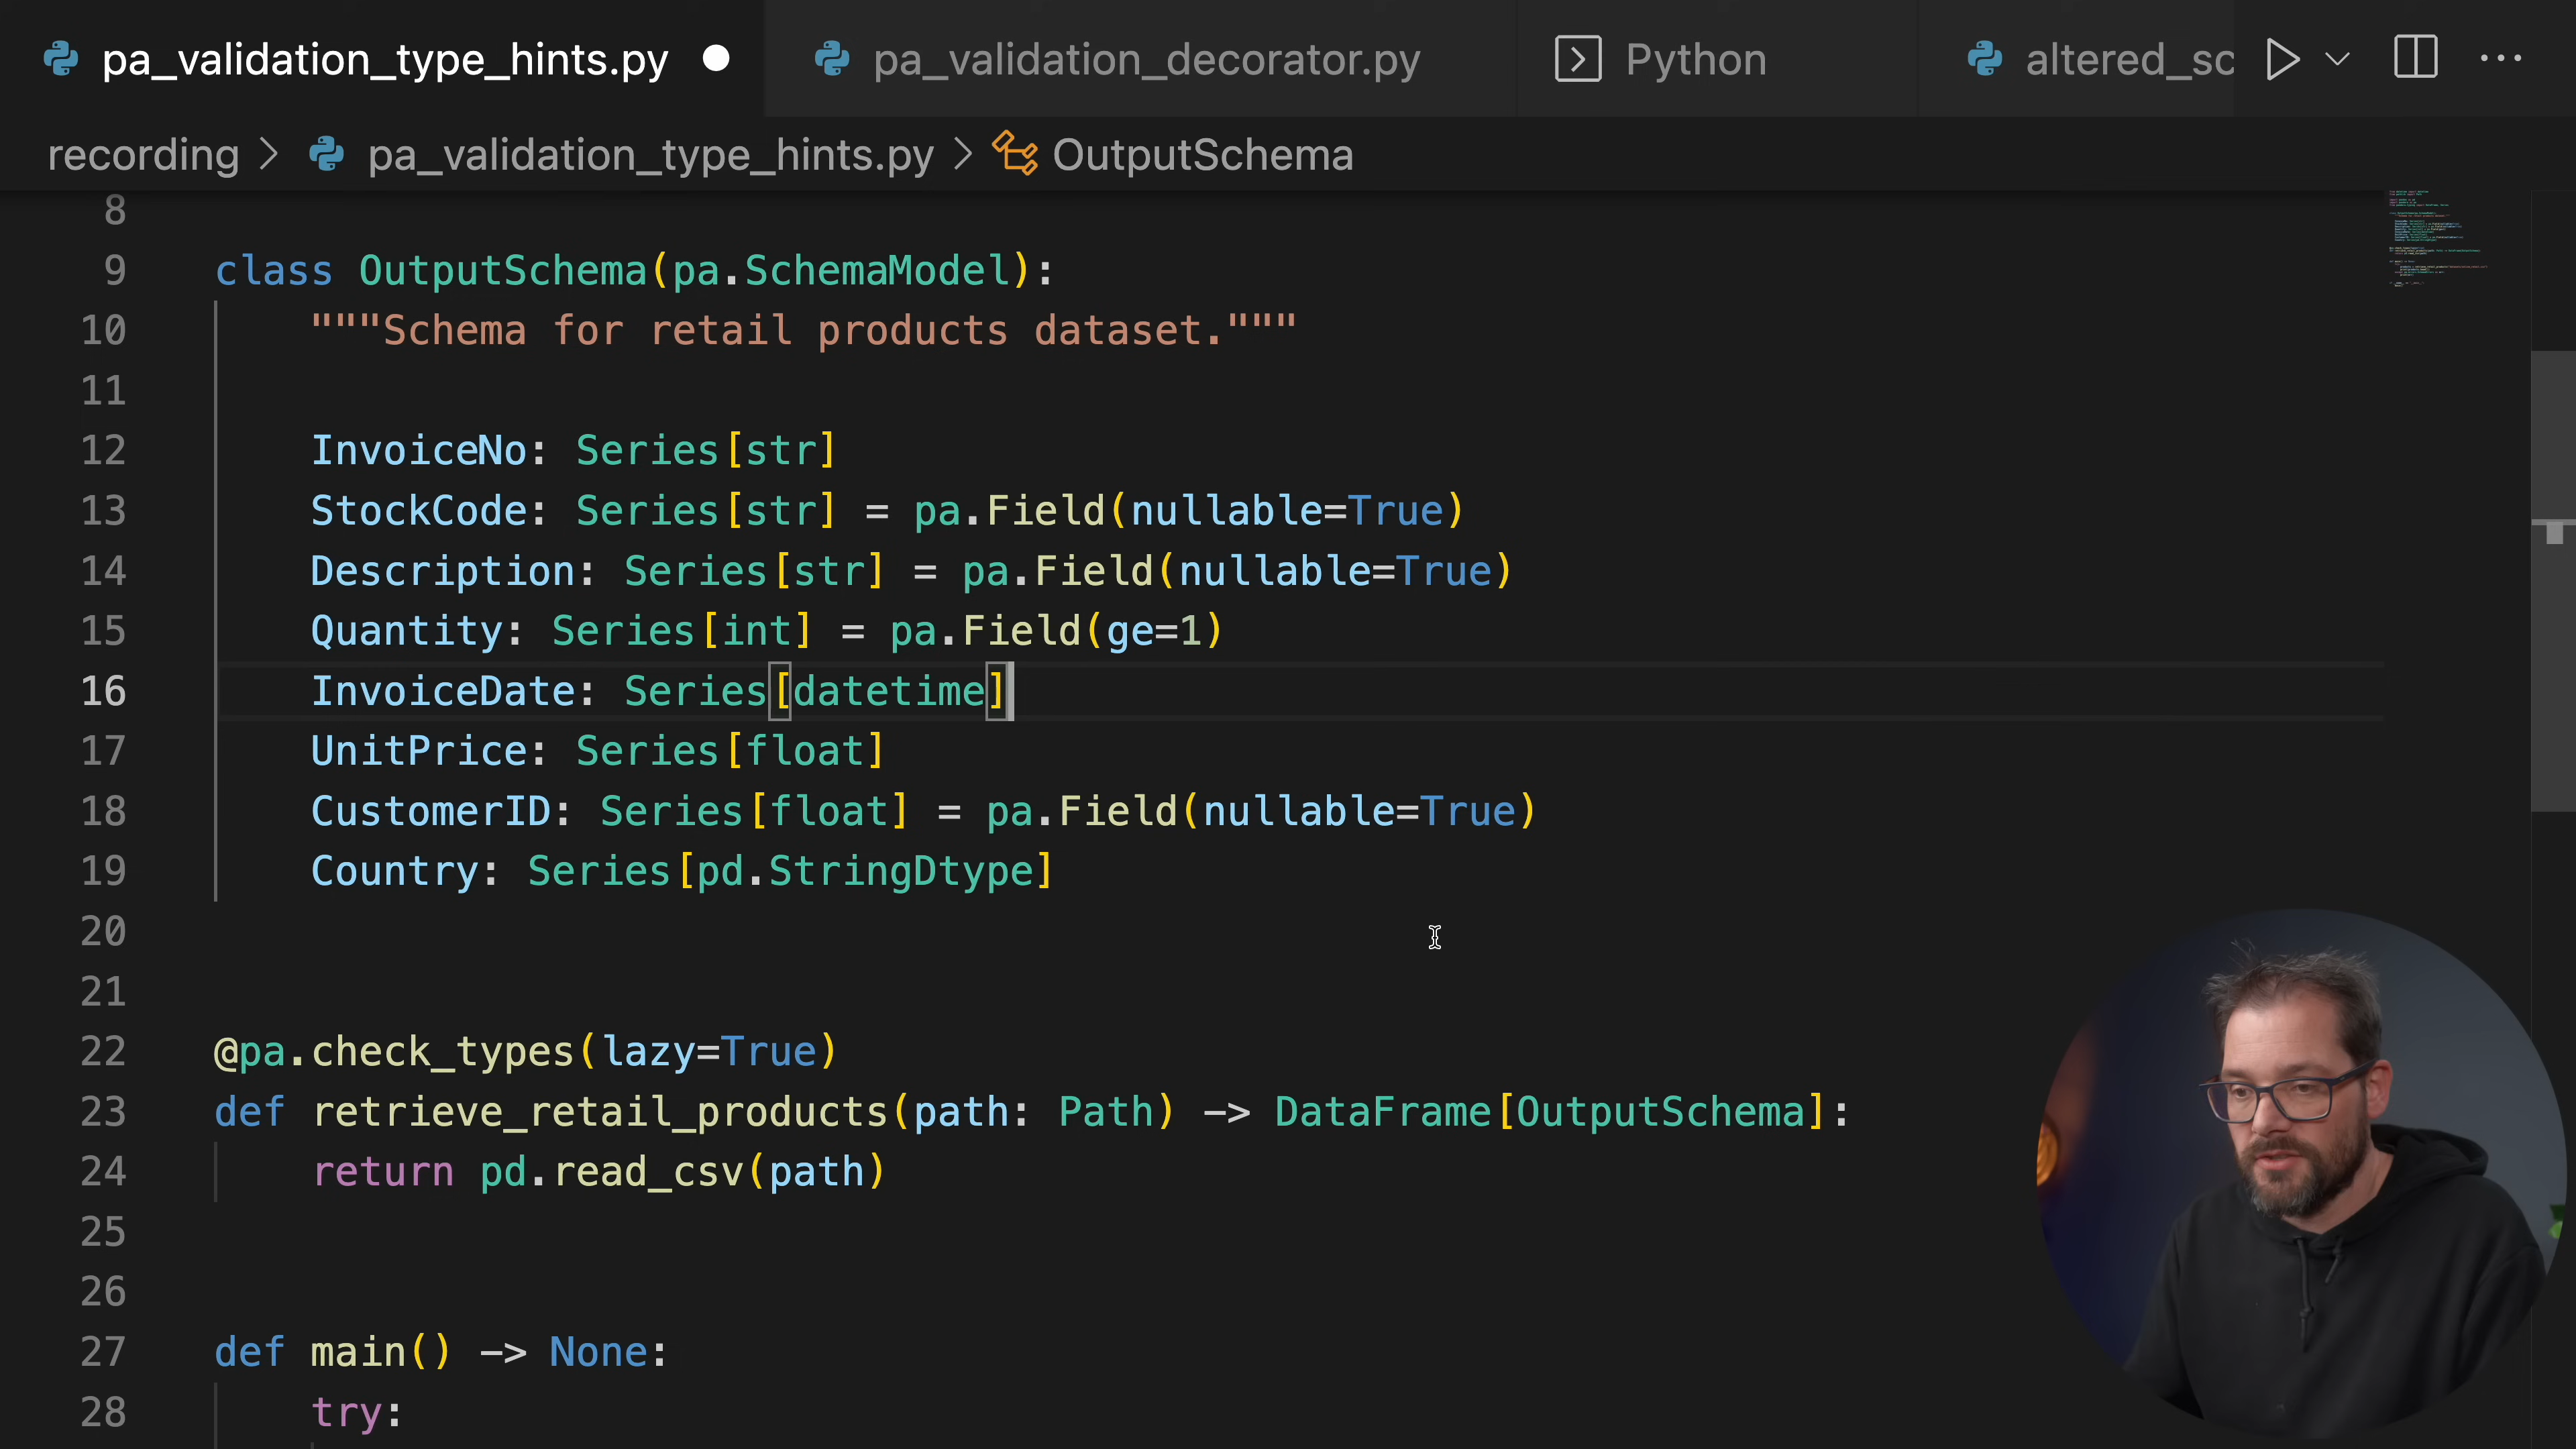 pa_validation_type_hints.py
pa_validation_decorator.py
Python
altered_sc
recording > pa_validation_type_hints.py > OutputSchema
8
9 class OutputSchema(pa.SchemaModel):
10 """Schema for retail products dataset."""
11
12 InvoiceNo: Series[str]
13 StockCode: Series[str] = pa.Field(nullable=True)
14 Description: Series[str] = pa.Field(nullable=True)
15 Quantity: Series[int] = pa.Field(ge=1)
16 InvoiceDate: Series[datetime]
17 UnitPrice: Series[float]
18 CustomerID: Series[float] = pa.Field(nullable=True)
19 Country: Series[pd.StringDtype]
20
21
22 @pa.check_types(lazy=True)
23 def retrieve_retail_products(path: Path) -> DataFrame[OutputSchema]:
24 return pd.read_csv(path)
25
26
27 def main() -> None:
28 try: